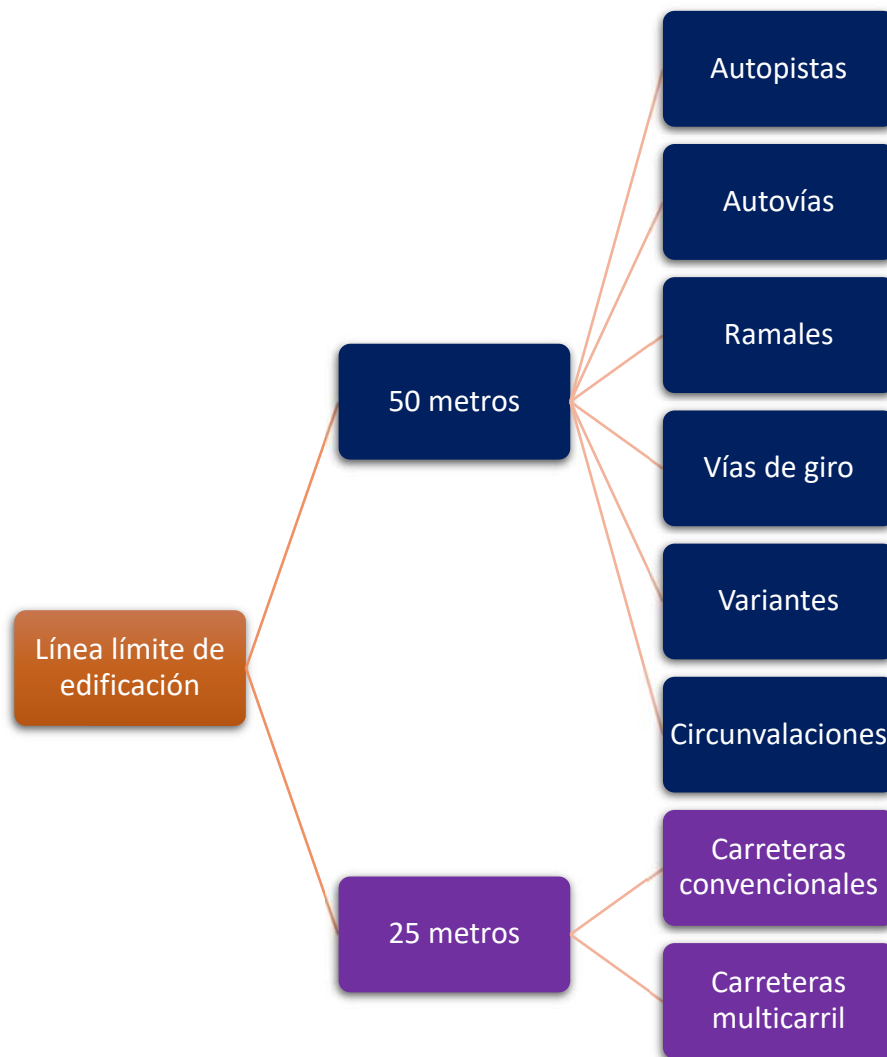 Línea límite de
edificación
50 metros
Autopistas
Autovías
Ramales
Vías de giro
Variantes
Circunvalaciones
25 metros
Carreteras
convencionales
Carreteras
multicarril